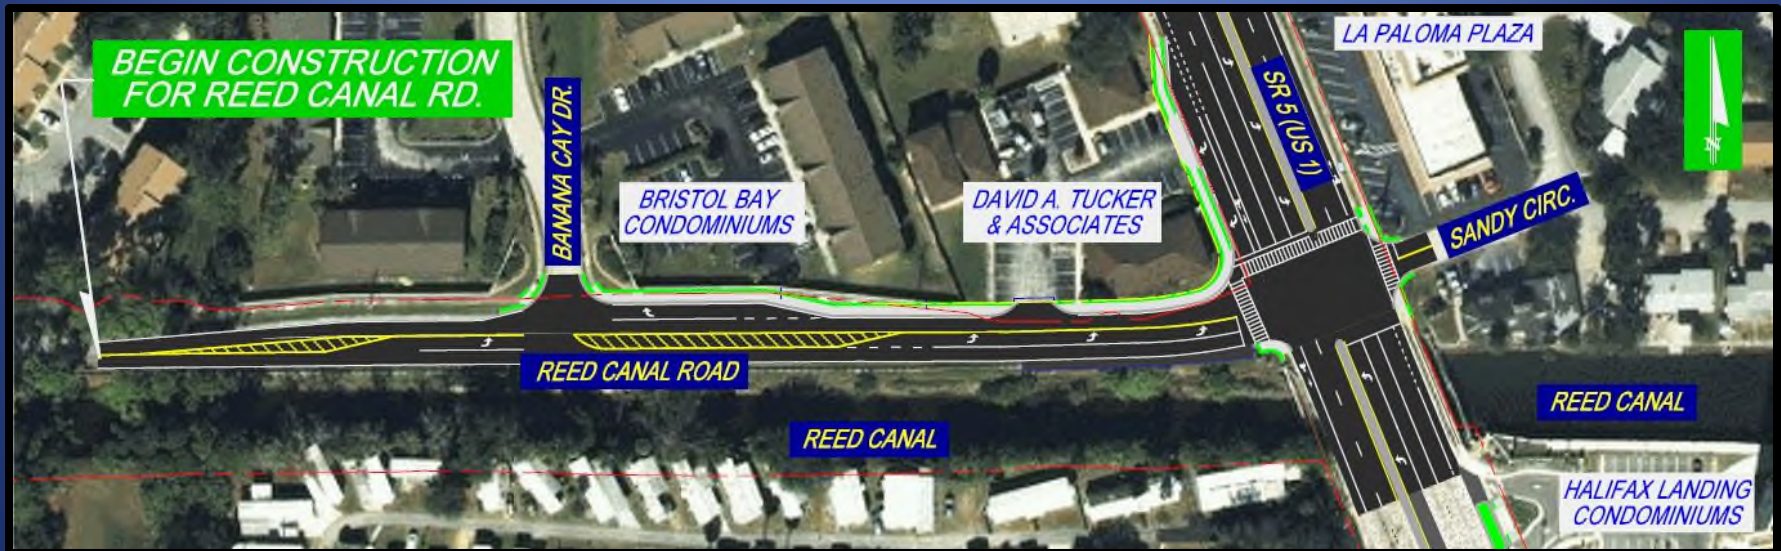 BEGIN CONSTRUCTION
FOR REED CANAL RD.
BANANA CAY DR.
BRISTOL BAY
CONDOMINIUMS
DAVID A. TUCKER
& ASSOCIATES
SR 5 (US 1)
LA PALOMA PLAZA
N
SANDY CIRC.
REED CANAL ROAD
REED CANAL
REED CANAL
HALIFAX LANDING
CONDOMINIUMS